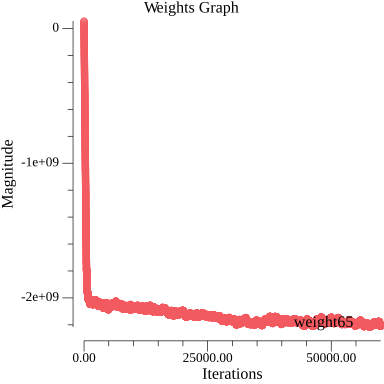 Weights Graph
0
-1e+09
-2e+09
Magnitude
weight65
0.00
25000.00
50000.00
Iterations